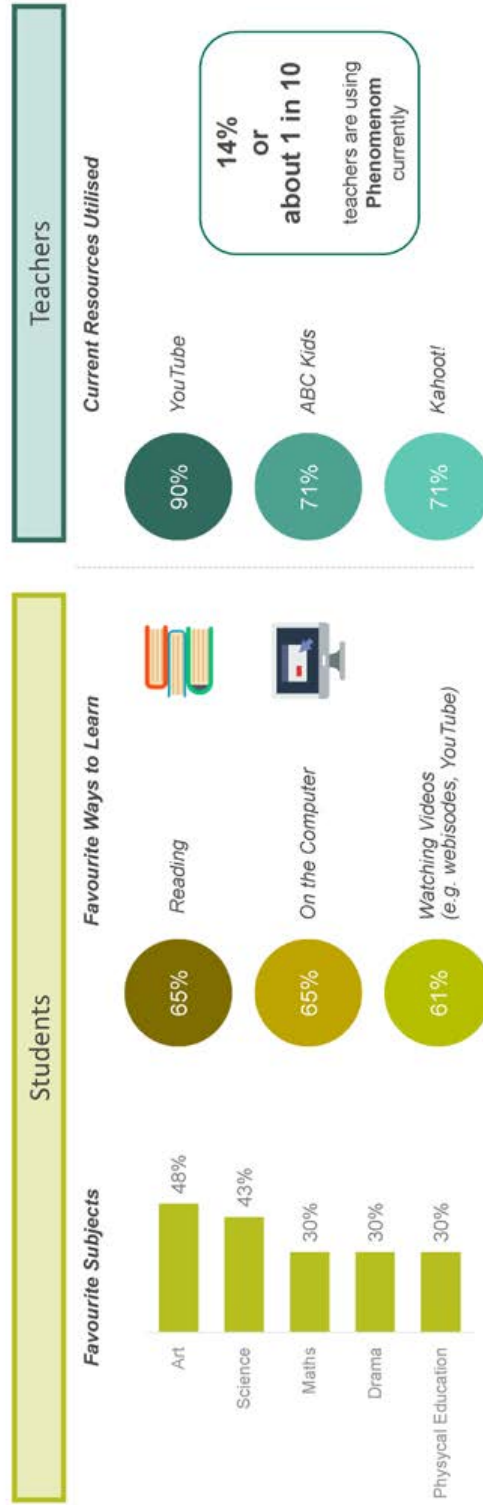 Students
Favourite Subjects
Art
48%
Science
43%
Maths
30%
Drama
30%
Physycal Education
30%
Favourite Ways to Learn
65%
Reading
65%
On the Computer
61%
Watching Videos
(e.g. webisodes, YouTube)
Teachers
Current Resources Utilised
90%
YouTube
71%
ABC Kids
71%
Kahoot!
14%
or
about 1 in 10
teachers are using
Phenomenom
currently